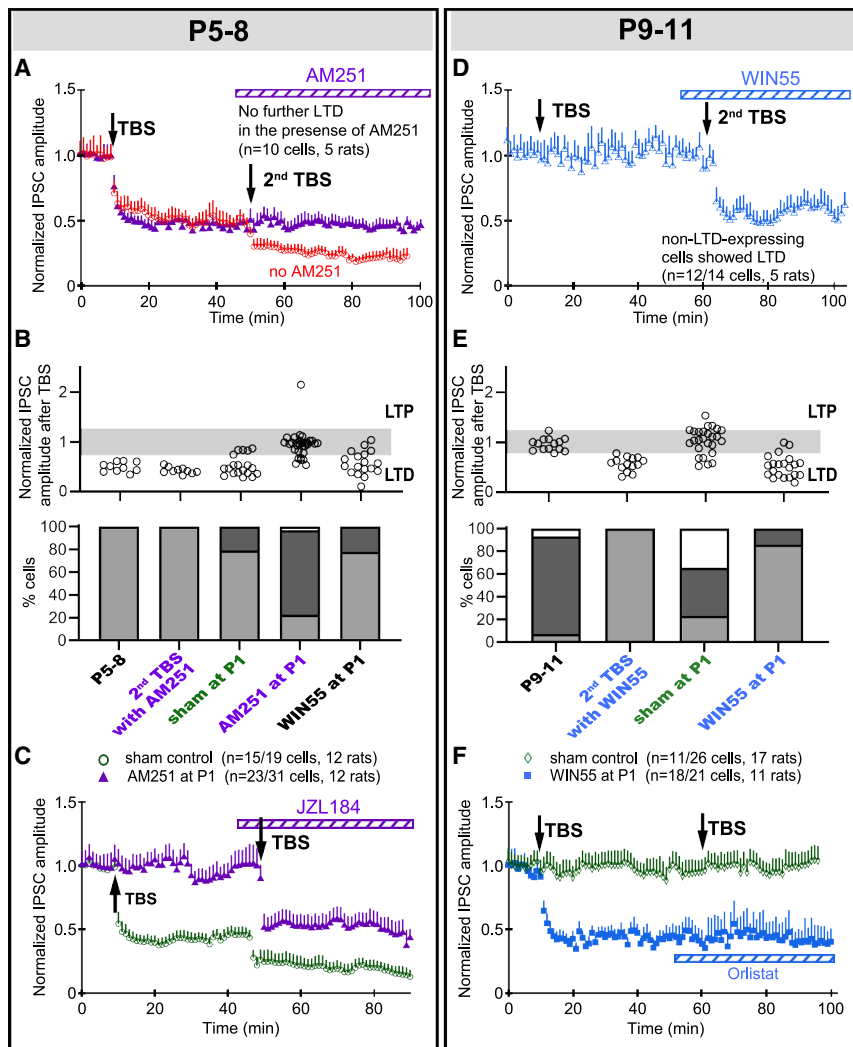 P5-8
A
AM251
1.5
1.0
0.5
0
Normalized IPSC amplitude
TBS
No further LTD
in the presence of AM251
(n=10 cells, 5 rats)
2nd TBS
no AM251
0 20 40 60 80 100
Time (min)
B
Normalized IPSC
amplitude after TBS
2
1
0
LTP
LTD
% cells
100
80
60
40
20
0
P5-8
2nd TBS
with AM251
sham at P1
AM251 at P1
WIN55 at P1
C
sham control (n=15/19 cells, 12 rats)
AM251 at P1 (n=23/31 cells, 12 rats)
JZL184
1.5
1.0
0.5
0
Normalized IPSC amplitude
TBS
TBS
0 20 40 60 80
Time (min)
P9-11
D
WIN55
1.5
1.0
0.5
0
Normalized IPSC amplitude
TBS
2nd TBS
non-LTD-expressing
cells showed LTD
(n=12/14 cells, 5 rats)
0 20 40 60 80 100
Time (min)
E
Normalized IPSC
amplitude after TBS
2
1
0
LTP
LTD
% cells
100
80
60
40
20
0
P9-11
2nd TBS
with WIN55
sham at P1
WIN55 at P1
F
sham control (n=11/26 cells, 17 rats)
WIN55 at P1 (n=18/21 cells, 11 rats)
1.5
1.0
0.5
0
Normalized IPSC amplitude
TBS
TBS
Orlistat
0 20 40 60 80 100
Time (min)